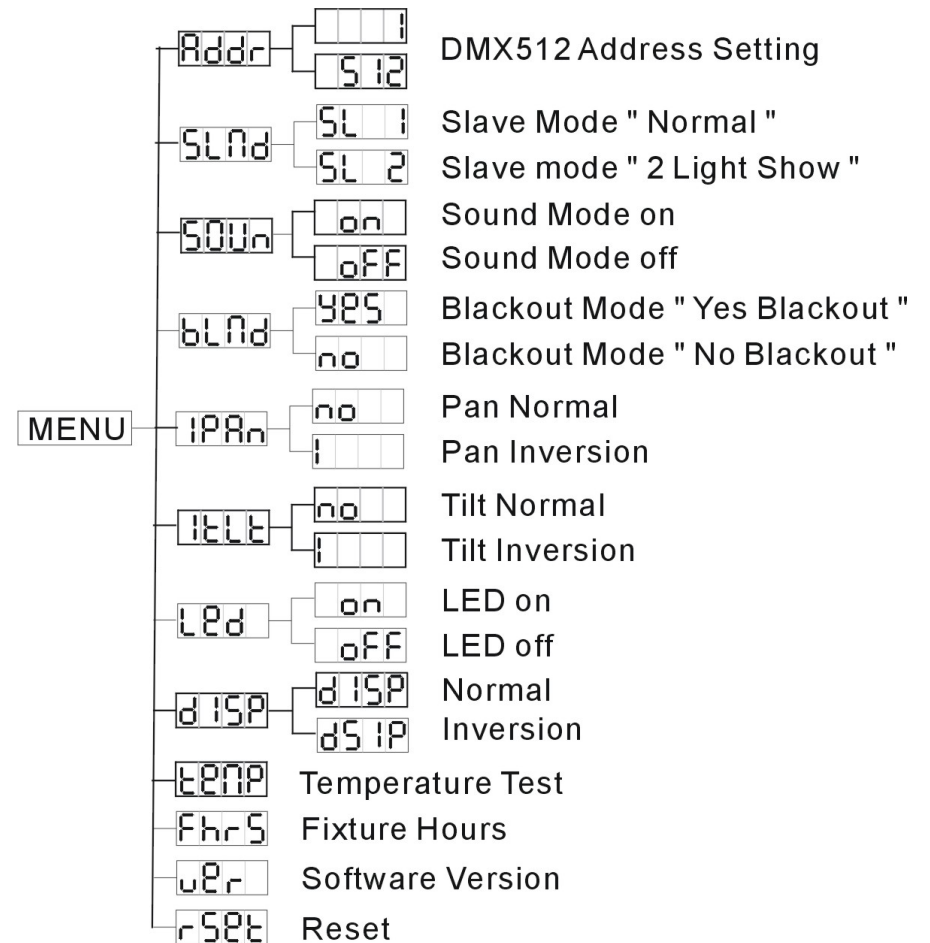 Addr
1
512
DMX512 Address Setting
SLMd
SL 1
Slave Mode " Normal "
SL 2
Slave mode " 2 Light Show "
SOUn
on
Sound Mode on
oFF
Sound Mode off
bLMd
yeS
Blackout Mode " Yes Blackout "
no
Blackout Mode " No Blackout "
MENU
1PAn
no
Pan Normal
1
Pan Inversion
1tLt
no
Tilt Normal
1
Tilt Inversion
Led
on
LED on
oFF
LED off
d1SP
d1SP
Normal
dS1P
Inversion
teMP
Temperature Test
FhrS
Fixture Hours
ver
Software Version
rSet
Reset